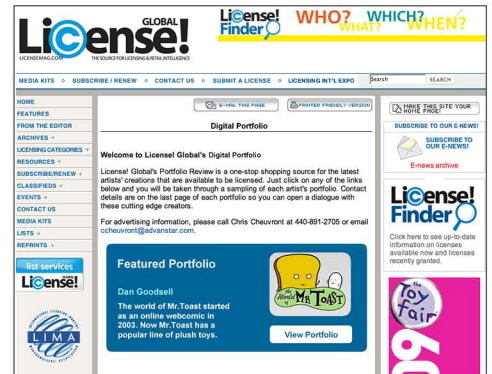 License! GLOBAL
LICENSEMAG.COM THE SOURCE FOR LICENSING & RETAIL INTELLIGENCE
License! Finder WHO? WHAT? WHICH? WHEN?
MEDIA KITS SUBSCRIBE / RENEW CONTACT US SUBMIT A LICENSE LICENSING INT'L EXPO Search SEARCH
HOME
FEATURES
FROM THE EDITOR
ARCHIVES +
LICENSING CATEGORIES +
RESOURCES +
SUBSCRIBE/RENEW +
CLASSIFIEDS +
EVENTS +
CONTACT US
MEDIA KITS
LISTS +
REPRINTS +
list services
License!
INTERNATIONAL LICENSING INDUSTRY
LIMA
MERCHANDISERS' ASSOCIATION
E-MAIL THIS PAGE PRINTER FRIENDLY VERSION
Digital Portfolio
Welcome to License! Global's Digital Portfolio
License! Global's Portfolio Review is a one-stop shopping source for the latest
artists' creations that are available to be licensed. Just click on any of the links
below and you will be taken through a sampling of each artist's portfolio. Contact
details are on the last page of each portfolio so you can open a dialogue with
these cutting edge creators.
For advertising information, please call Chris Cheuvront at 440-891-2705 or email
ccheuvront@advanstar.com.
Featured Portfolio
Dan Goodsell
The world of Mr.Toast started
as an online webcomic in
2003. Now Mr.Toast has a
popular line of plush toys.
The World of MR TOAST
View Portfolio
MAKE THIS SITE YOUR
HOME PAGE!
SUBSCRIBE TO OUR E-NEWS!
SUBSCRIBE TO
OUR E-NEWS!
E-news archive
License!
Finder
Click here to see up-to-date
information on licenses
available now and licenses
recently granted.
The
Toy
Fair
09